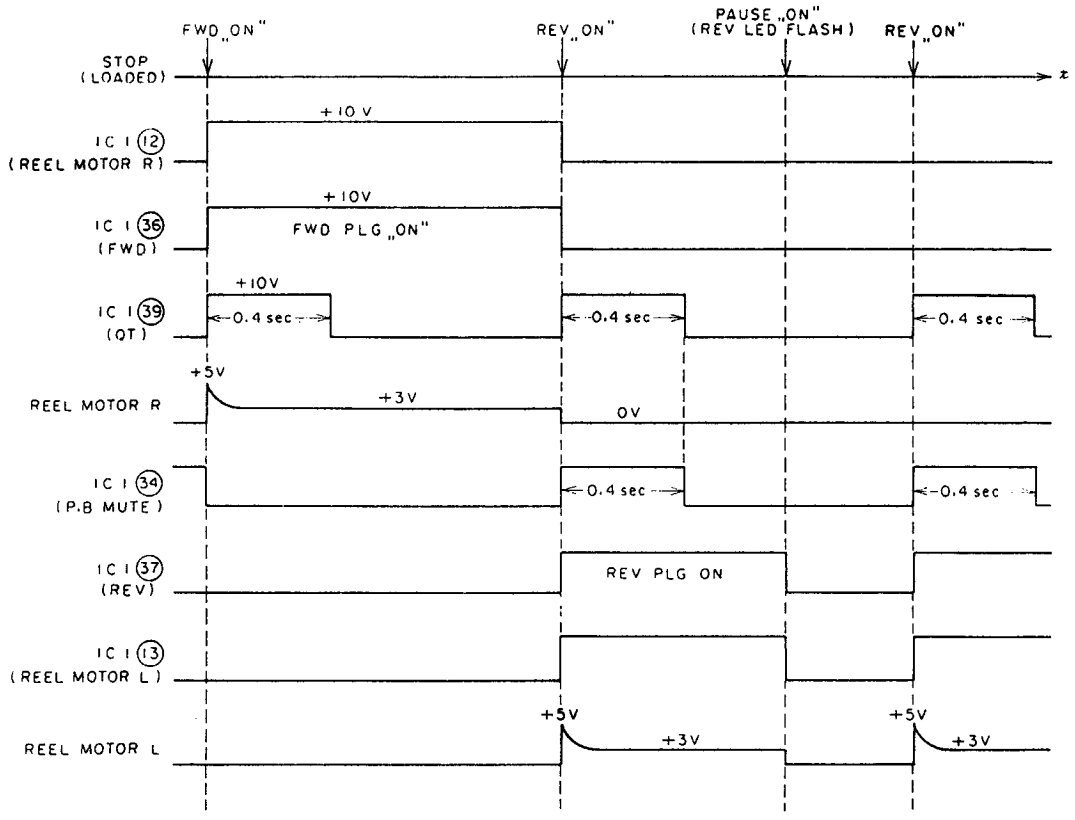 FWD „ON"
REV „ON"
PAUSE „ON"
(REV LED FLASH)
REV „ON"
STOP
(LOADED)
t
+10V
IC 1 ⑫
(REEL MOTOR R)
+10V
IC 1 ㊱
(FWD)
FWD PLG „ON"
+10V
IC 1 ㊴
(QT)
0.4 sec
0.4 sec
0.4 sec
+5V
REEL MOTOR R
+3V
0V
IC 1 ㉞
(P.B MUTE)
0.4 sec
0.4 sec
IC 1 ㊲
(REV)
REV PLG ON
IC 1 ⑬
(REEL MOTOR L)
+5V
+5V
REEL MOTOR L
+3V
+3V